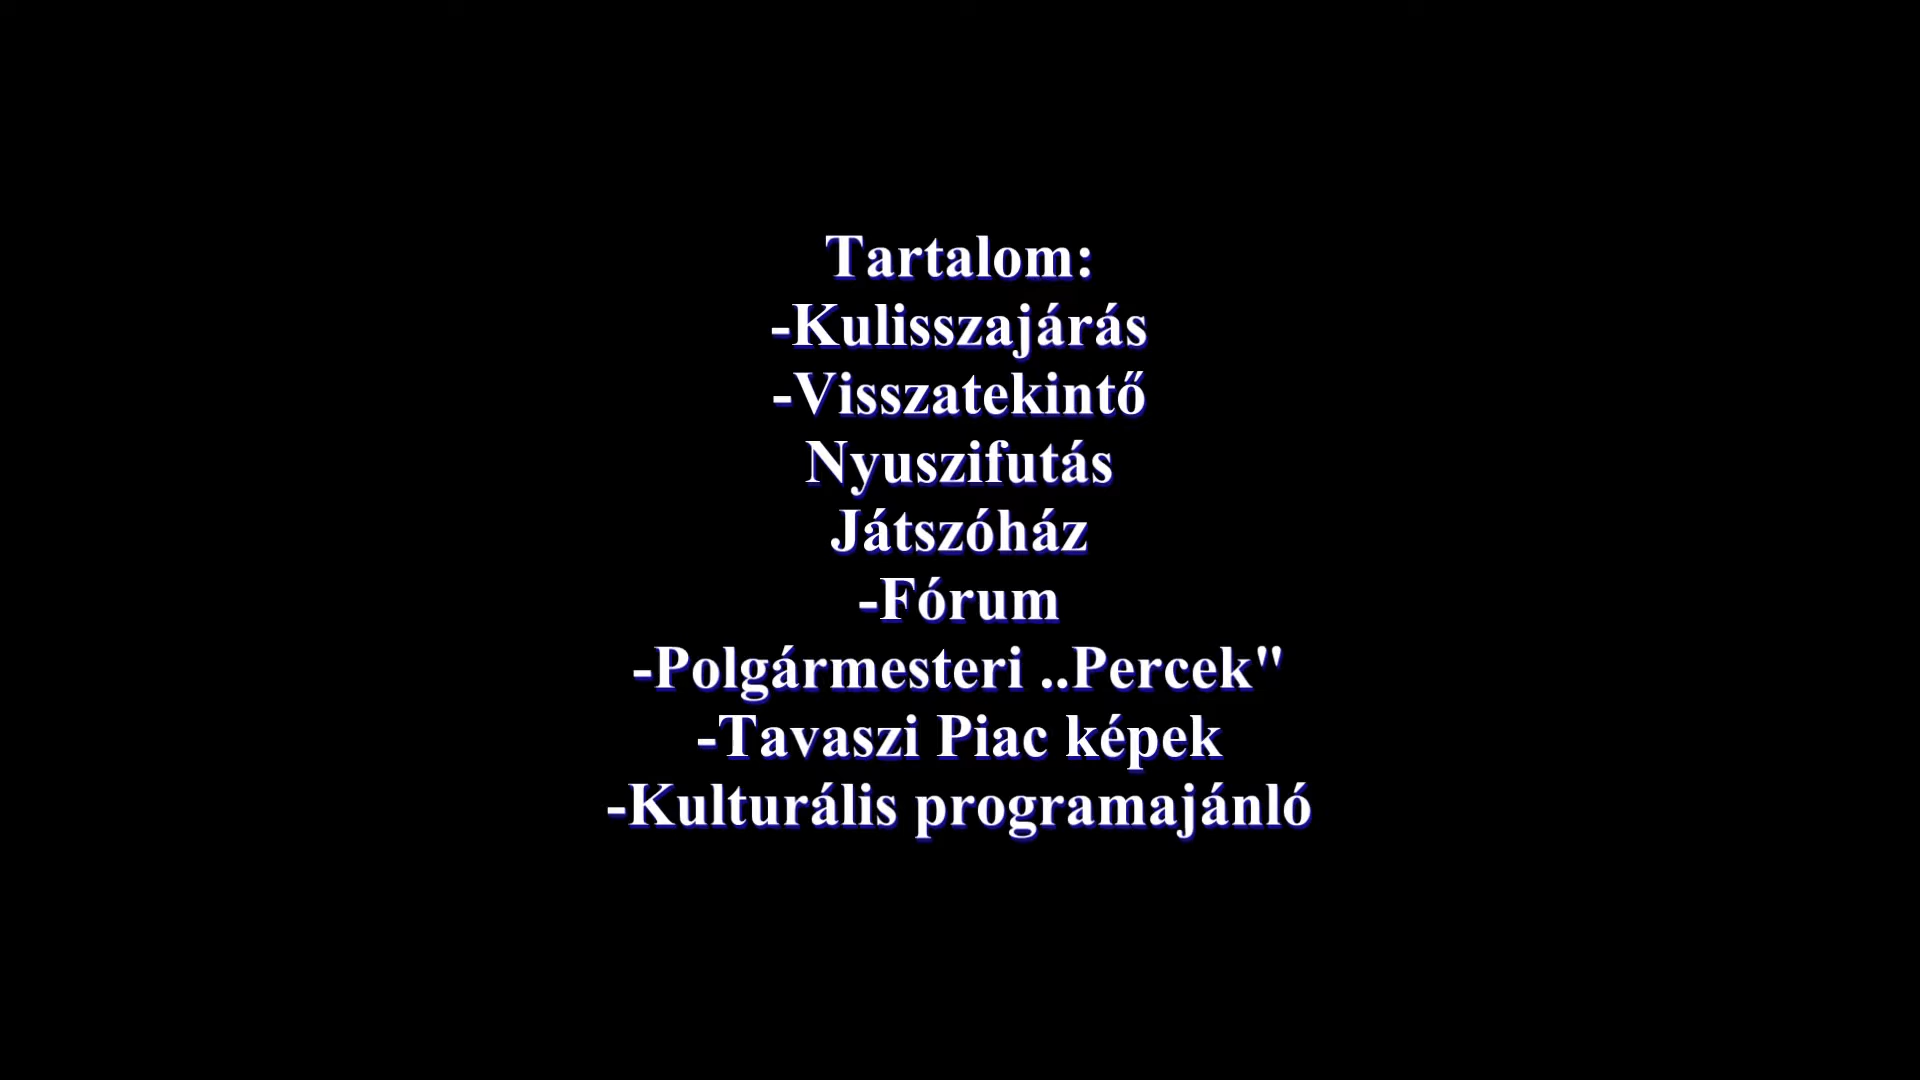 Tartalom:
-Kulisszajárás
-Visszatekintő
Nyuszifutás
Játszóház
-Fórum
-Polgármesteri ..Percek"
-Tavaszi Piac képek
-Kulturális programajánló